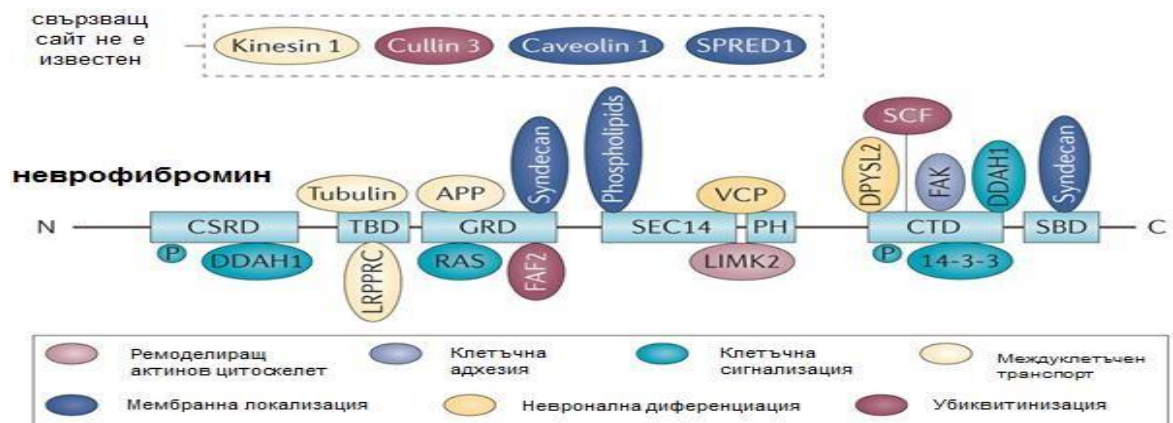 свързващ
сайт не е
известен
Kinesin 1
Cullin 3
Caveolin 1
SPRED1
SCF
Syndecan
Phospholipids
DPYSL2
FAK
DDAH1
Syndecan
неврофибромин
Tubulin
APP
VCP
N
CSRD
TBD
GRD
SEC14
PH
CTD
SBD
C
P
DDAH1
LRPPRC
RAS
FAF2
LIMK2
P
14-3-3
Ремоделиращ
актинов цитоскелет
Клетъчна
адхезия
Клетъчна
сигнализация
Междуклетъчен
транспорт
Мембранна локализация
Невронална диференциация
Убиквитинизация